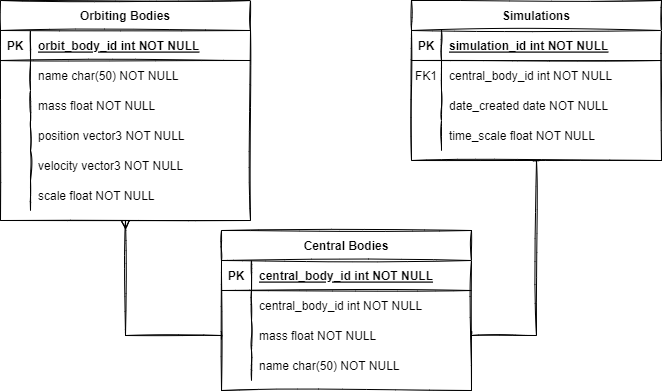 Orbiting Bodies
PK orbit_body_id int NOT NULL
name char(50) NOT NULL
mass float NOT NULL
position vector3 NOT NULL
velocity vector3 NOT NULL
scale float NOT NULL
Simulations
PK simulation_id int NOT NULL
FK1 central_body_id int NOT NULL
date_created date NOT NULL
time_scale float NOT NULL
Central Bodies
PK central_body_id int NOT NULL
central_body_id int NOT NULL
mass float NOT NULL
name char(50) NOT NULL